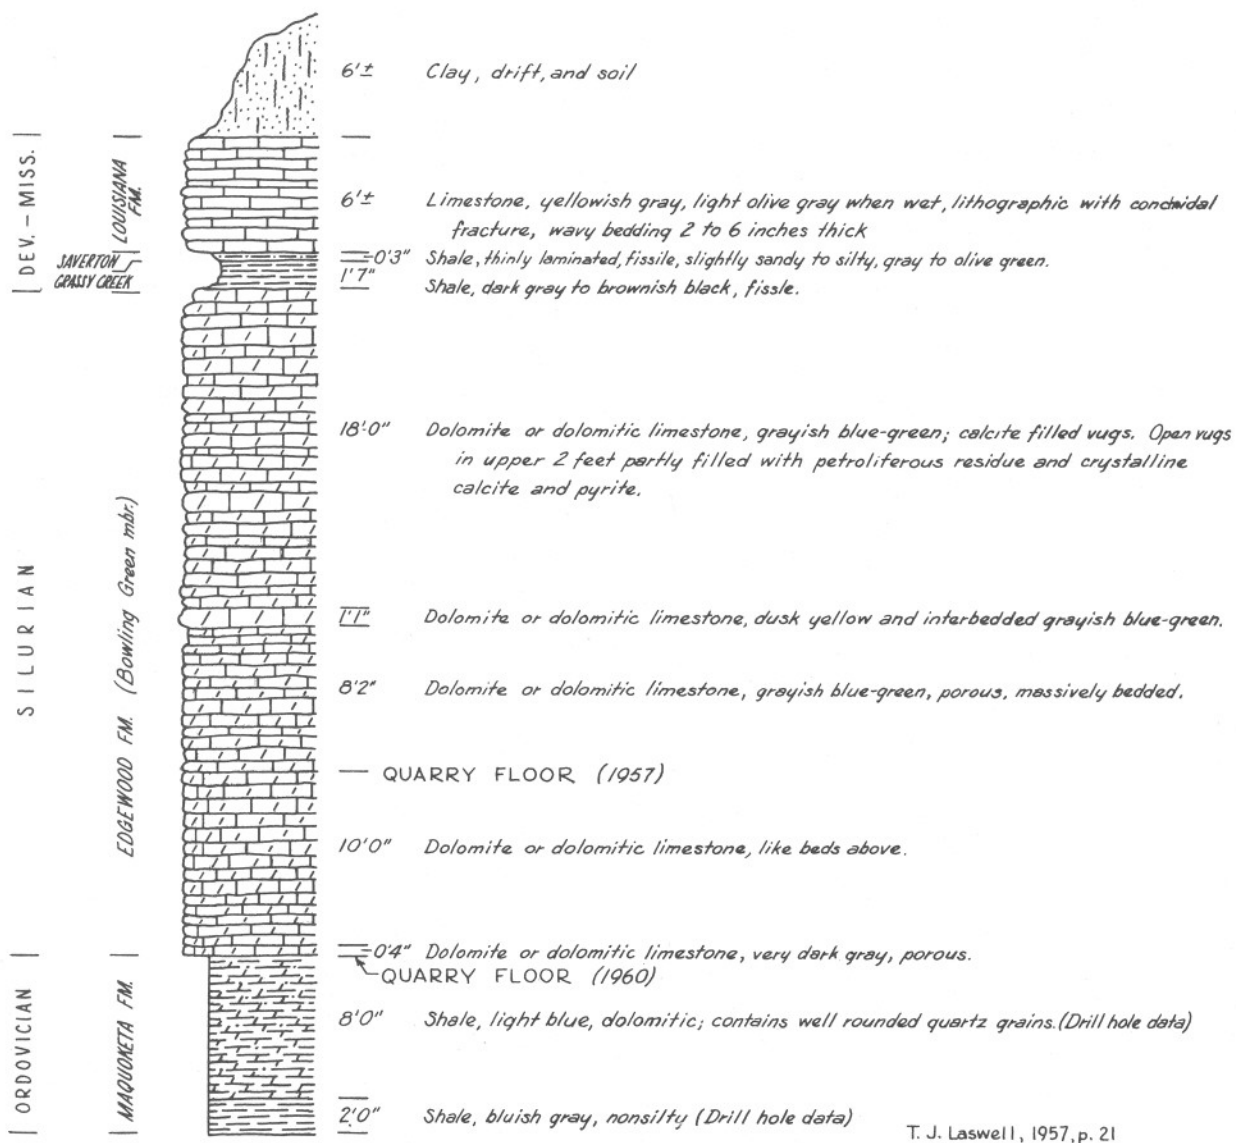 6'± Clay, drift, and soil
DEV.-MISS.
LOUISIANA
FM.
6'± Limestone, yellowish gray, light olive gray when wet, lithographic with conchoidal
fracture, wavy bedding 2 to 6 inches thick
SAVERTON
0'3" Shale, thinly laminated, fissile, slightly sandy to silty, gray to olive green.
GRASSY CREEK
1'7" Shale, dark gray to brownish black, fissle.
SILURIAN
EDGEWOOD FM. (Bowling Green mbr.)
18'-0" Dolomite or dolomitic limestone, grayish blue-green; calcite filled vugs. Open vugs
in upper 2 feet partly filled with petroliferous residue and crystalline
calcite and pyrite.
1'1" Dolomite or dolomitic limestone, dusk yellow and interbedded grayish blue-green.
8'2" Dolomite or dolomitic limestone, grayish blue-green, porous, massively bedded.
QUARRY FLOOR (1957)
10'0" Dolomite or dolomitic limestone, like beds above.
0'4" Dolomite or dolomitic limestone, very dark gray, porous.
QUARRY FLOOR (1960)
ORDOVICIAN
MAQUOKETA FM.
8'0" Shale, light blue, dolomitic; contains well rounded quartz grains. (Drill hole data)
2'0" Shale, bluish gray, nonsilty (Drill hole data)
T. J. Laswell, 1957, p. 21